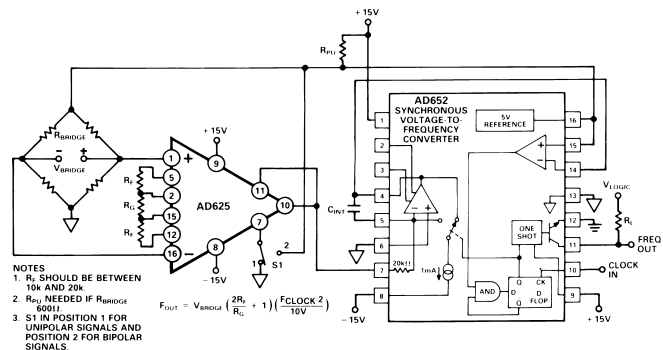 + 15V
RPU
AD652
SYNCHRONOUS
VOLTAGE-TO-
FREQUENCY
CONVERTER
5V
REFERENCE
1
16
2
15
+
−
3
14
4
13
5
12
6
11
7
10
8
9
RBRIDGE
− +
VBRIDGE
+ 15V
1
+
9
5
11
RF
2
RG
AD625
10
15
RF
7
12
8
16
−
1
2
S1
− 15V
CINT
−
+
20kΩ
1mA
ONE
SHOT
AND
Q CK
D
Q̅ FLOP
VLOGIC
RL
FREQ
OUT
CLOCK
IN
− 15V
+ 15V
NOTES
1. RF SHOULD BE BETWEEN
10k AND 20k.
2. RPU NEEDED IF RBRIDGE
600Ω.
3. S1 IN POSITION 1 FOR
UNIPOLAR SIGNALS AND
POSITION 2 FOR BIPOLAR
SIGNALS.
FOUT = VBRIDGE (2RF/RG + 1) (FCLOCK·2/10V)